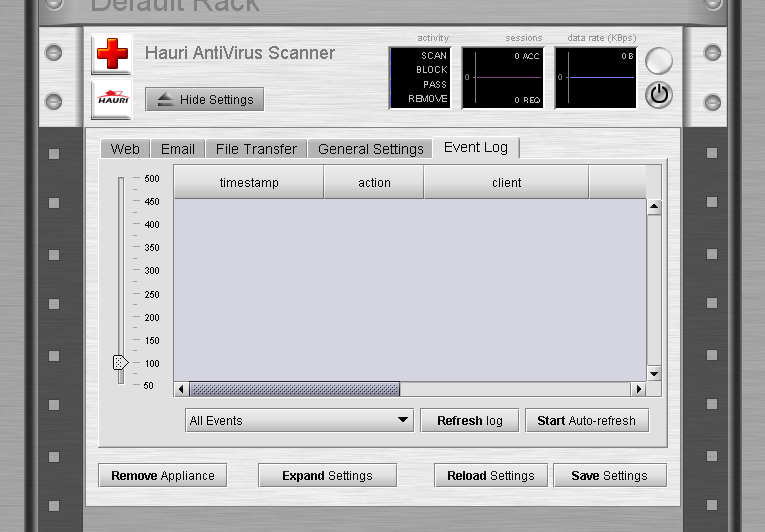 Default Rack
Hauri AntiVirus Scanner
activity
sessions
data rate (KBps)
SCAN
BLOCK
PASS
REMOVE
0 ACC
0
0 REQ
0 B
0
HAURI
Hide Settings
Web
Email
File Transfer
General Settings
Event Log
500
450
400
350
300
250
200
150
100
50
timestamp
action
client
All Events
Refresh log
Start Auto-refresh
Remove Appliance
Expand Settings
Reload Settings
Save Settings